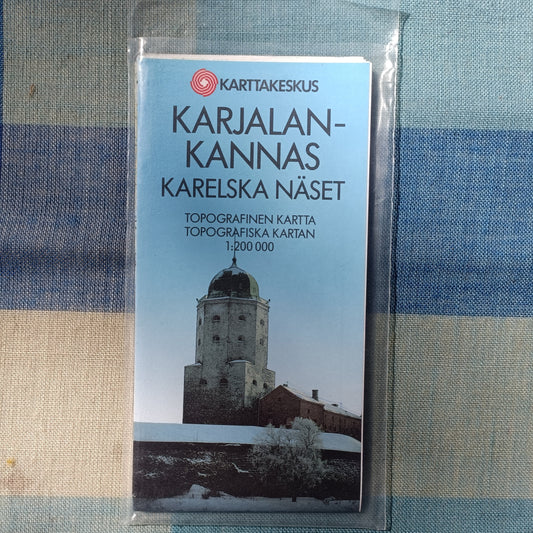 KARTTAKESKUS
KARJALAN-
KANNAS
KARELSKA NÄSET
TOPOGRAFINEN KARTTA
TOPOGRAFISKA KARTAN
1:200 000